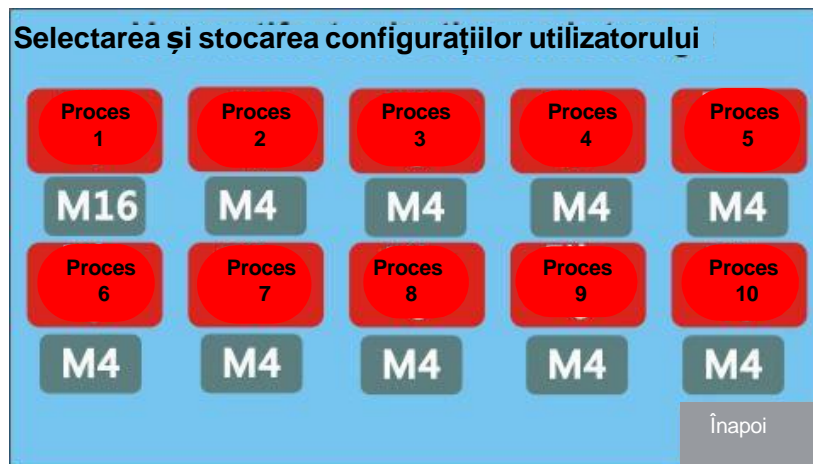 Selectarea și stocarea configurațiilor utilizatorului
Proces 1
Proces 2
Proces 3
Proces 4
Proces 5
M16
M4
M4
M4
M4
Proces 6
Proces 7
Proces 8
Proces 9
Proces 10
M4
M4
M4
M4
M4
Înapoi